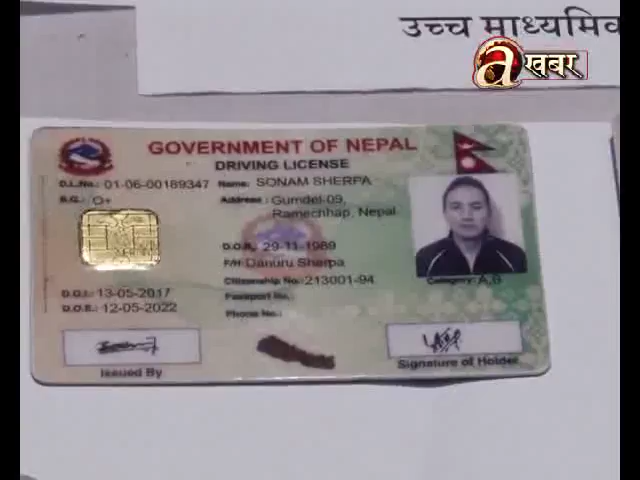 उच्च माध्यमिक
a खबर
GOVERNMENT OF NEPAL
DRIVING LICENSE
D.L.No.: 01-06-00189347 Name: SONAM SHERPA
B.G.: O+ Address: Gumdel-09,
Ramechhap, Nepal
D.O.B.: 29-11-1989
F/H: Danuru Sherpa
Citizenship No.: 213001-94
D.O.I.: 13-05-2017 Passport No.:
D.O.E.: 12-05-2022 Phone No.:
Category: A,B
Issued By
Signature of Holder